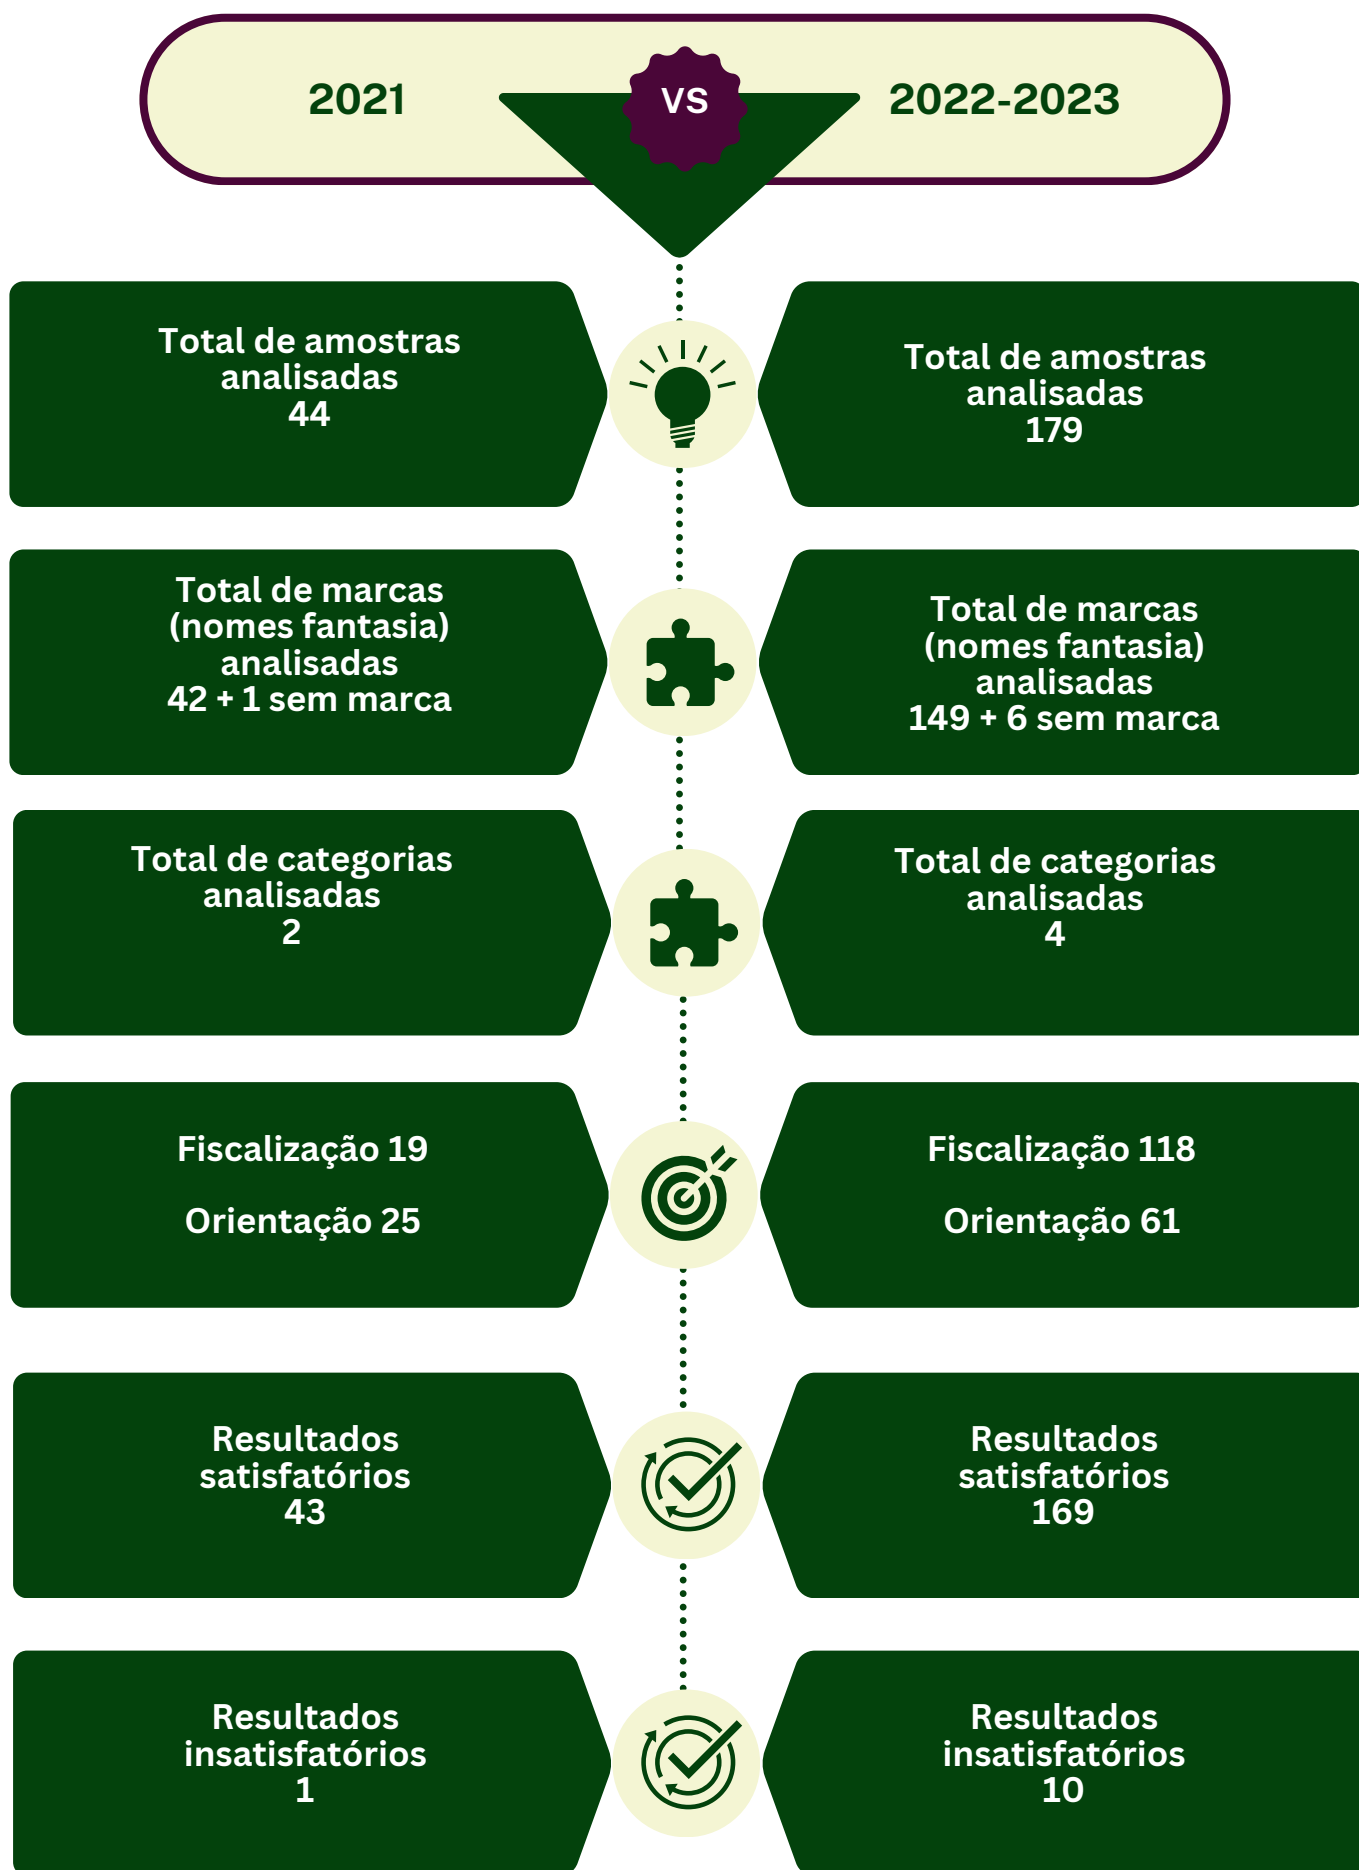 2021
VS
2022-2023
Total de amostras
analisadas
44
Total de amostras
analisadas
179
Total de marcas
(nomes fantasia)
analisadas
42 + 1 sem marca
Total de marcas
(nomes fantasia)
analisadas
149 + 6 sem marca
Total de categorias
analisadas
2
Total de categorias
analisadas
4
Fiscalização 19
Orientação 25
Fiscalização 118
Orientação 61
Resultados
satisfatórios
43
Resultados
satisfatórios
169
Resultados
insatisfatórios
1
Resultados
insatisfatórios
10